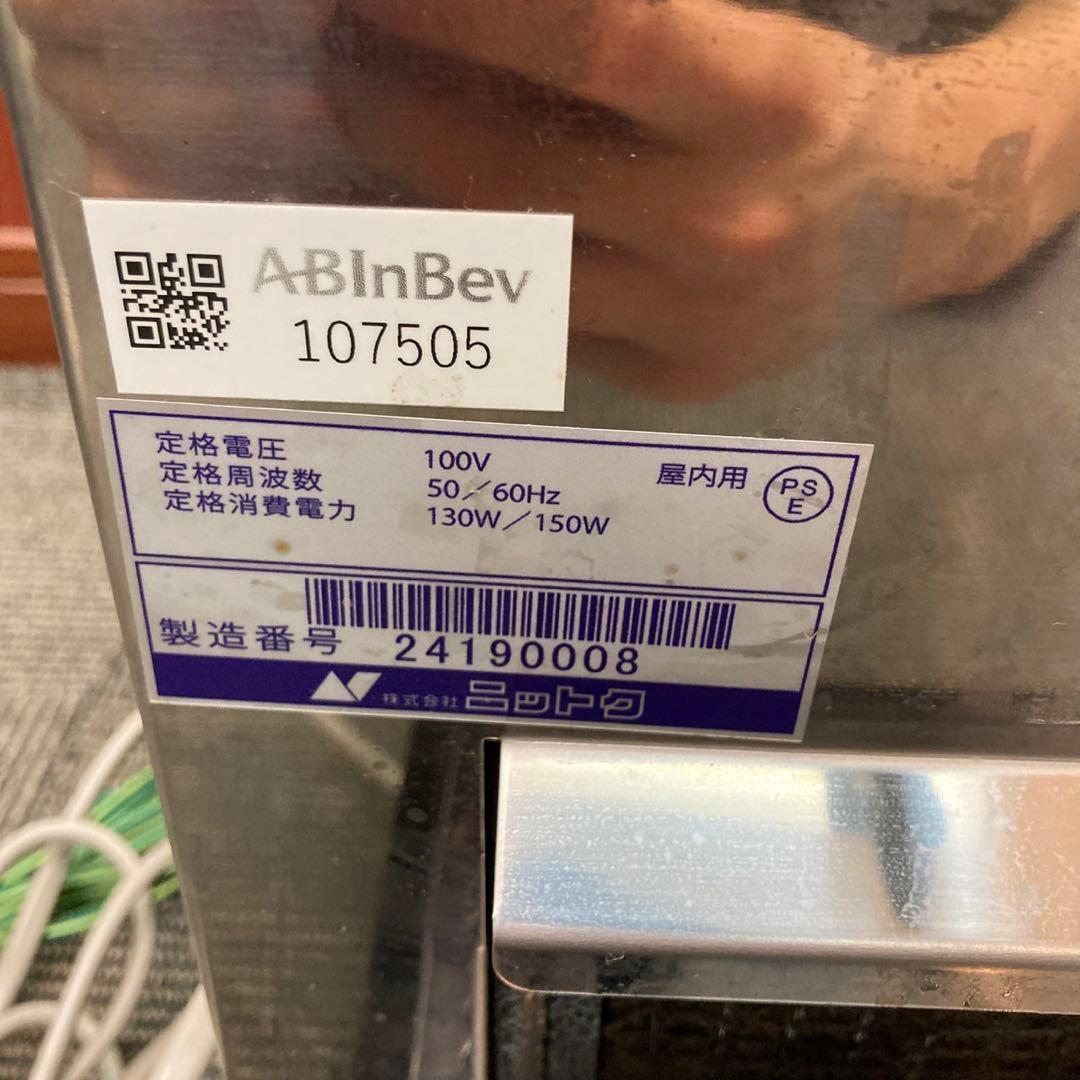 ABInBev
107505
定格電圧 100V 屋内用 PS E
定格周波数 50／60Hz
定格消費電力 130W／150W
製造番号 24190008
株式会社 ニットク